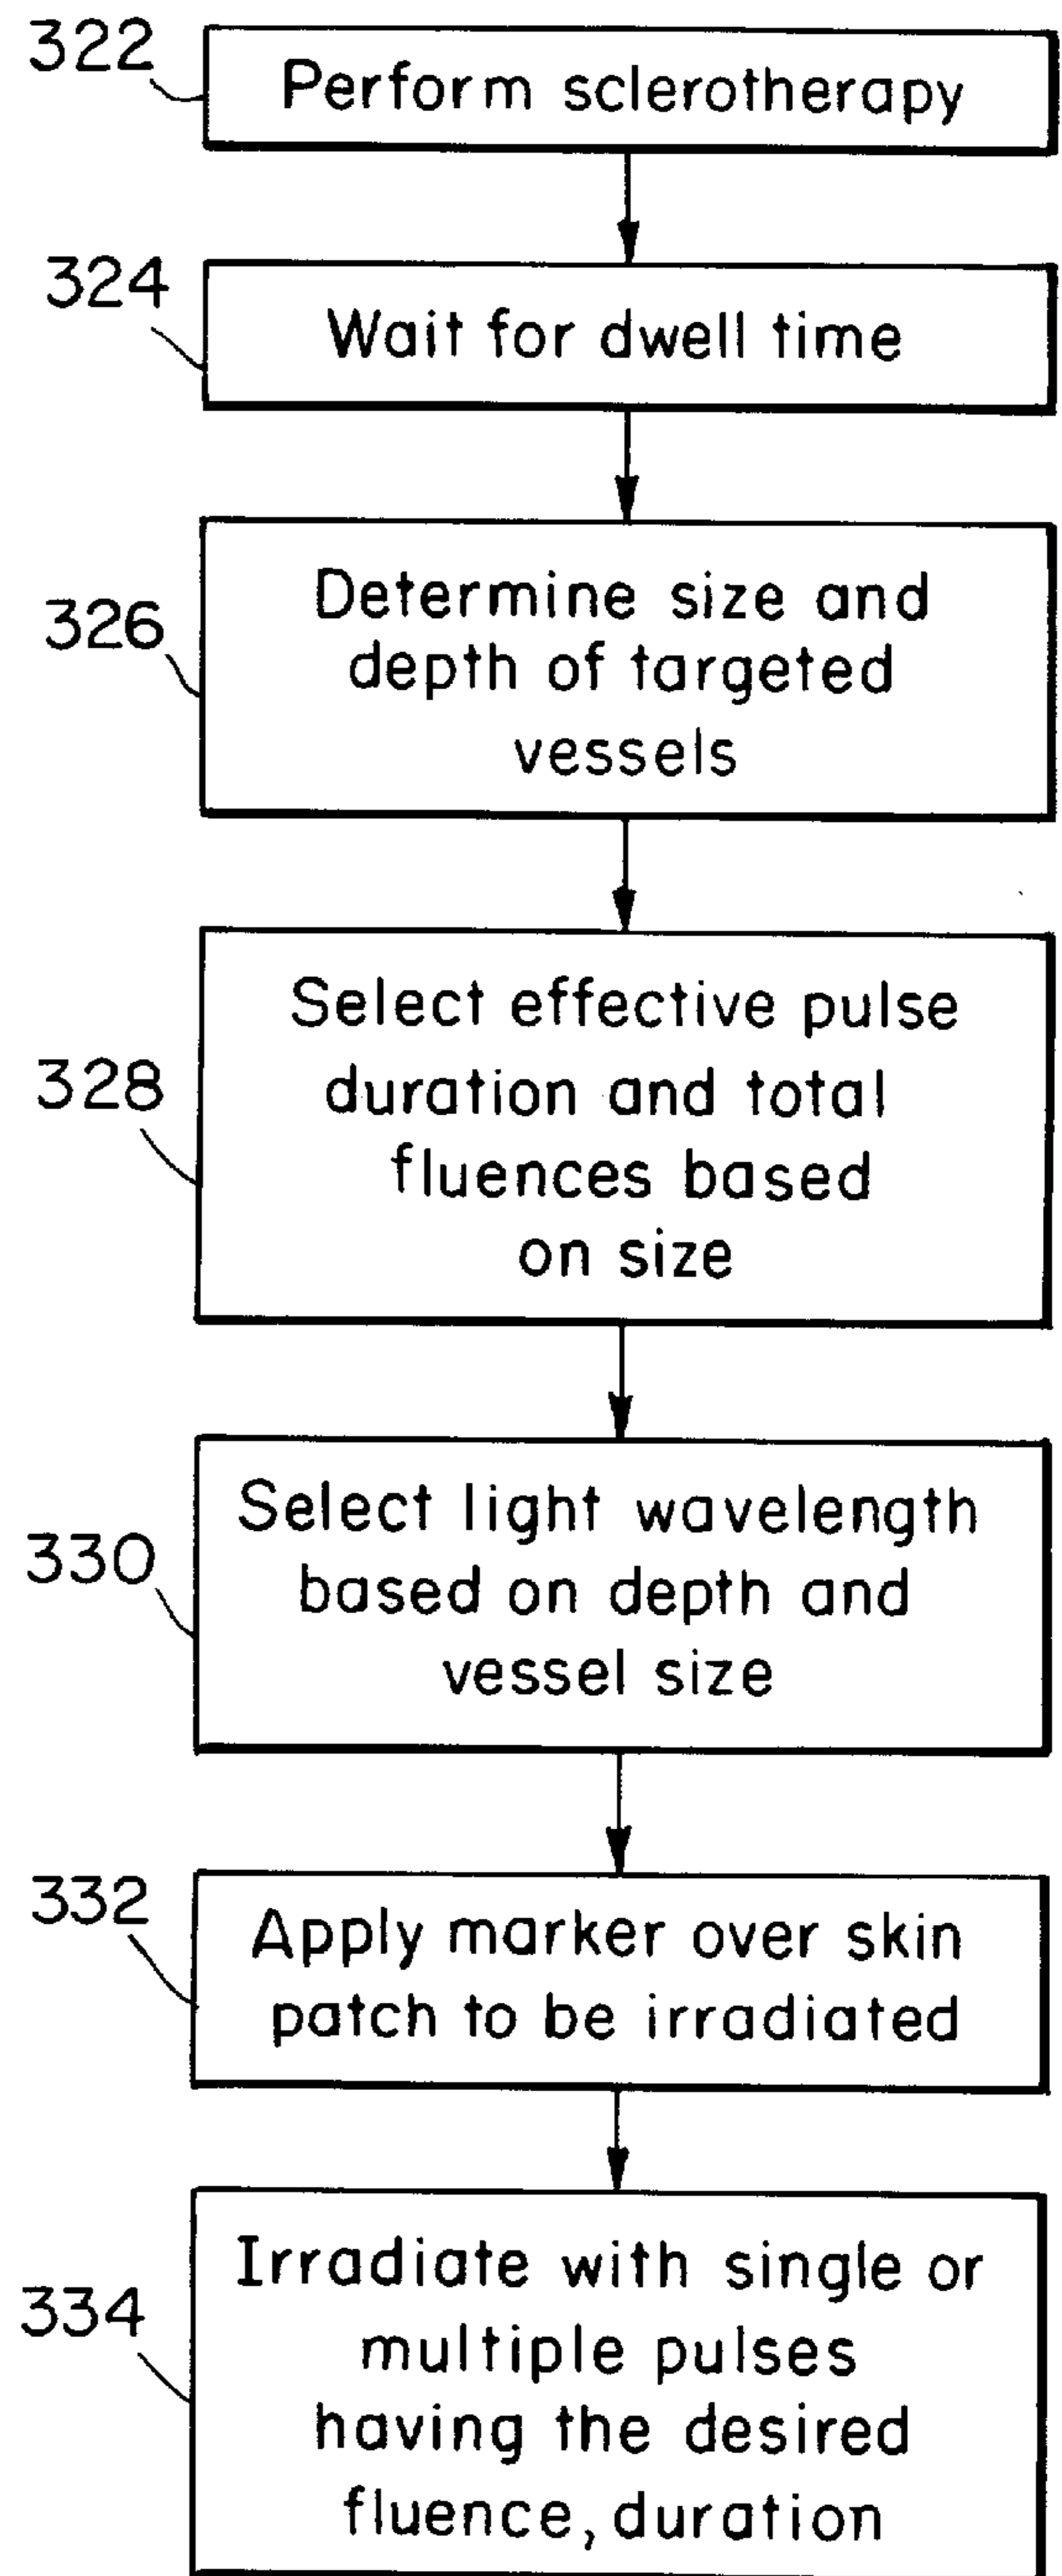 322
Perform sclerotherapy
324
Wait for dwell time
326
Determine size and
depth of targeted
vessels
328
Select effective pulse
duration and total
fluences based
on size
330
Select light wavelength
based on depth and
vessel size
332
Apply marker over skin
patch to be irradiated
334
Irradiate with single or
multiple pulses
having the desired
fluence, duration